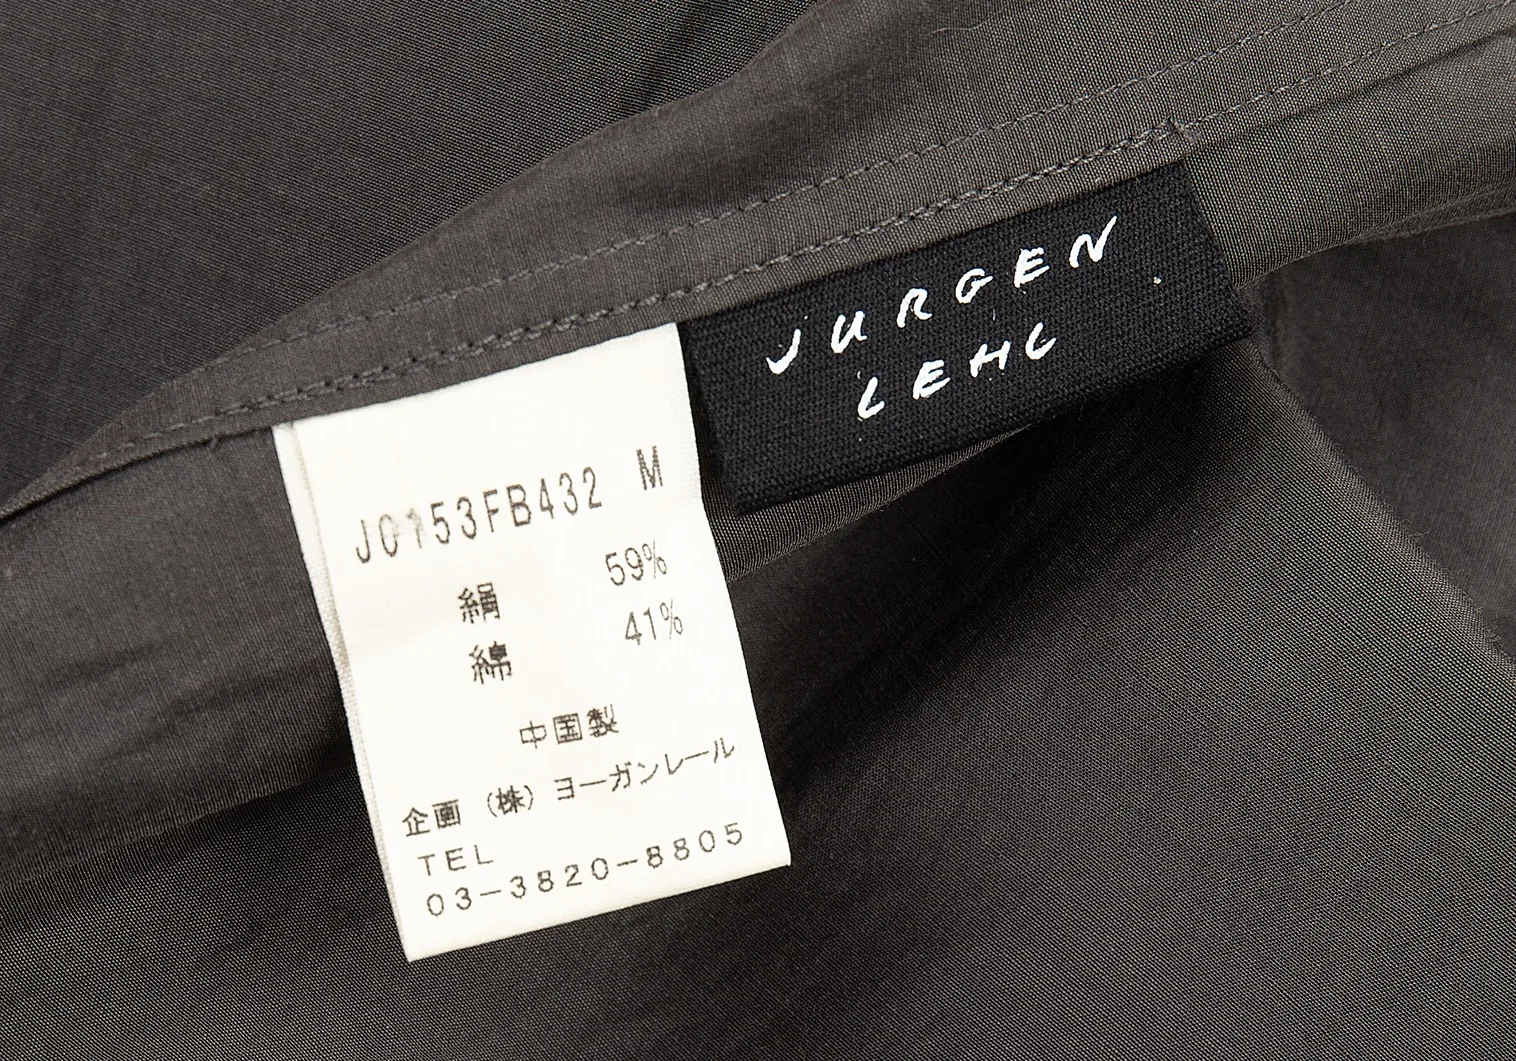 JURGEN
LEHL
JC153FB432 M
絹 59%
綿 41%
中国製
企画 (株) ヨーガンレール
TEL
03-3820-8805